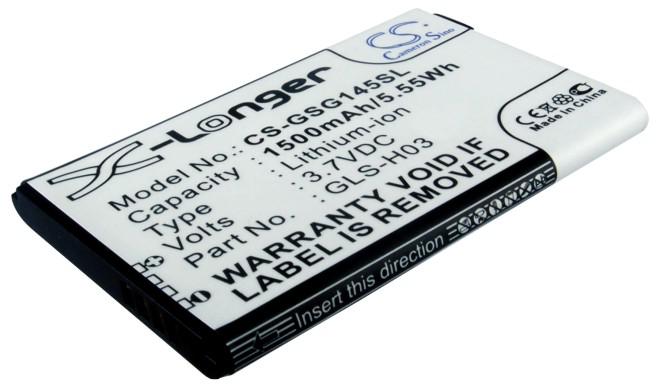 X-Longer
CS
Cameron Sino
Model No.: CS-GSG145SL
Capacity : 1500mAh/5.55Wh
Type : Lithium-ion
Volts : 3.7VDC
Part No. : GLS-H03
WARRANTY VOID IF
LABEL IS REMOVED
Made in China
Insert this direction